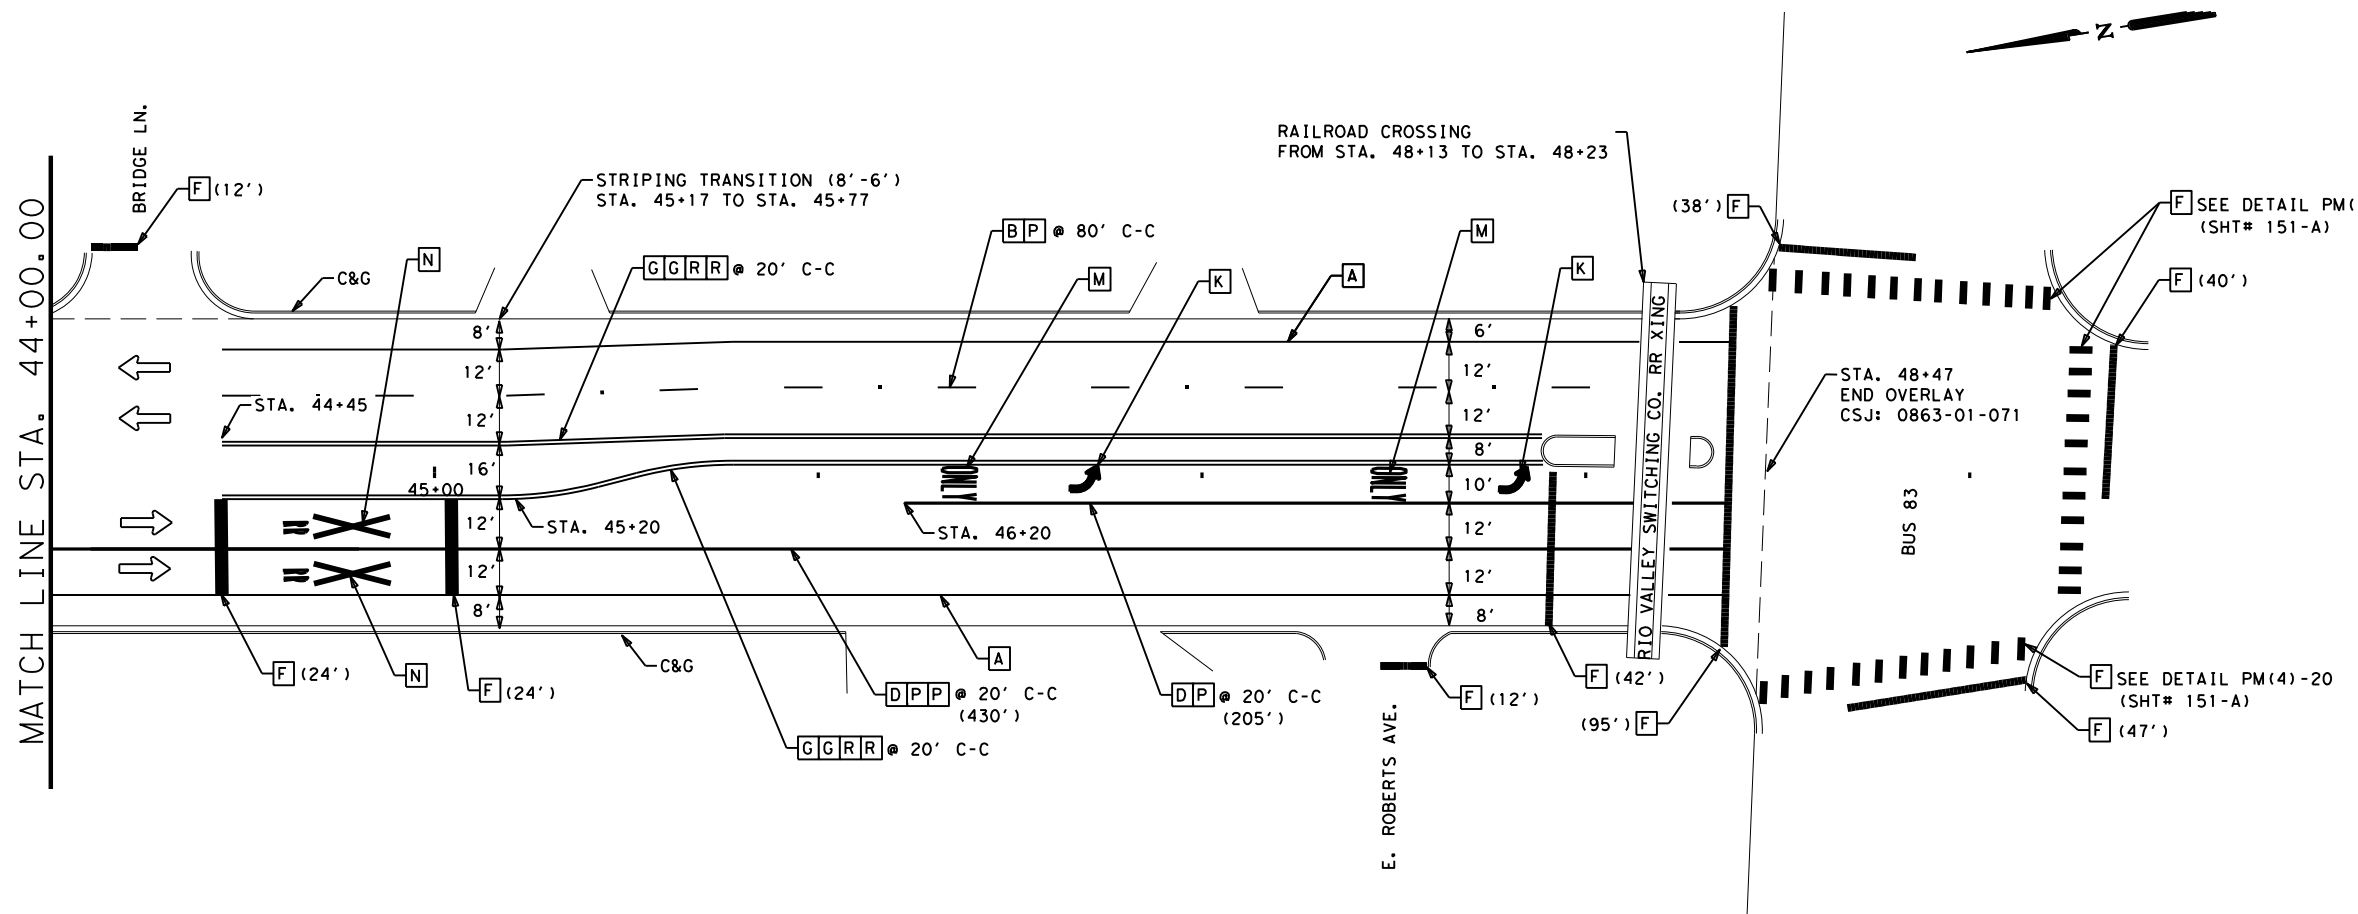 MATCH LINE STA. 44+00.00
BRIDGE LN.
F (12')
N
C&G
STRIPING TRANSITION (8'-6')
STA. 45+17 TO STA. 45+77
G G R R @ 20' C-C
B P @ 80' C-C
M
K
M
A
K
RAILROAD CROSSING
FROM STA. 48+13 TO STA. 48+23
(38') F
N
F SEE DETAIL PM(
(SHT# 151-A)
F (40')
8'
12'
12'
16'
12'
12'
8'
6'
12'
12'
8'
10'
12'
12'
8'
STA. 44+45
45+00
STA. 45+20
ONLY
ONLY
STA. 46+20
RR
RR
RIO VALLEY SWITCHING CO. RR XING
STA. 48+47
END OVERLAY
CSJ: 0863-01-071
BUS 83
F (24')
N
F (24')
C&G
A
D P P @ 20' C-C
(430')
G G R R @ 20' C-C
D P @ 20' C-C
(205')
E. ROBERTS AVE.
F (12')
F (42')
(95') F
F SEE DETAIL PM(4)-20
(SHT# 151-A)
F (47')